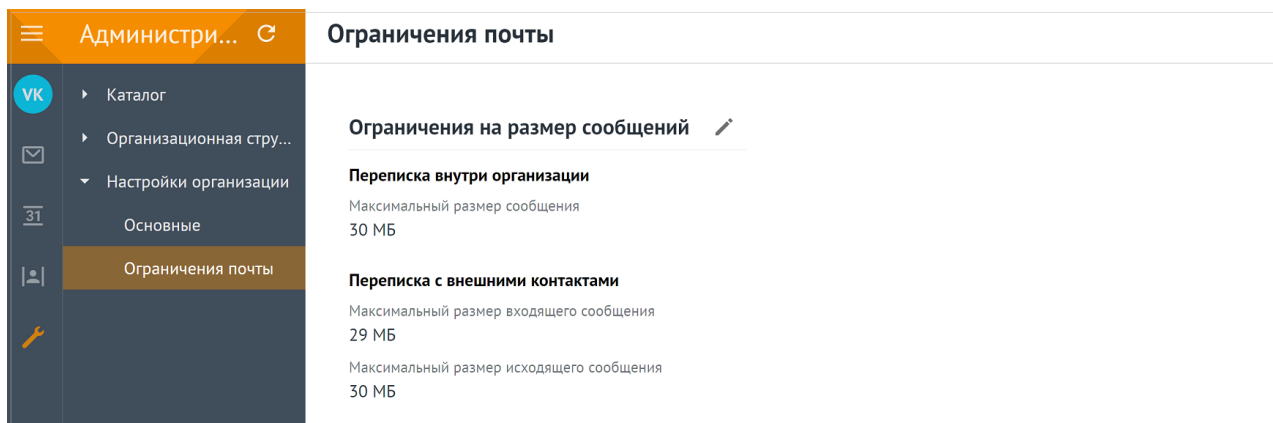 Администри...
Ограничения почты
VK
Каталог
Организационная стру...
Настройки организации
31
Основные
Ограничения почты
Ограничения на размер сообщений
Переписка внутри организации
Максимальный размер сообщения
30 МБ
Переписка с внешними контактами
Максимальный размер входящего сообщения
29 МБ
Максимальный размер исходящего сообщения
30 МБ